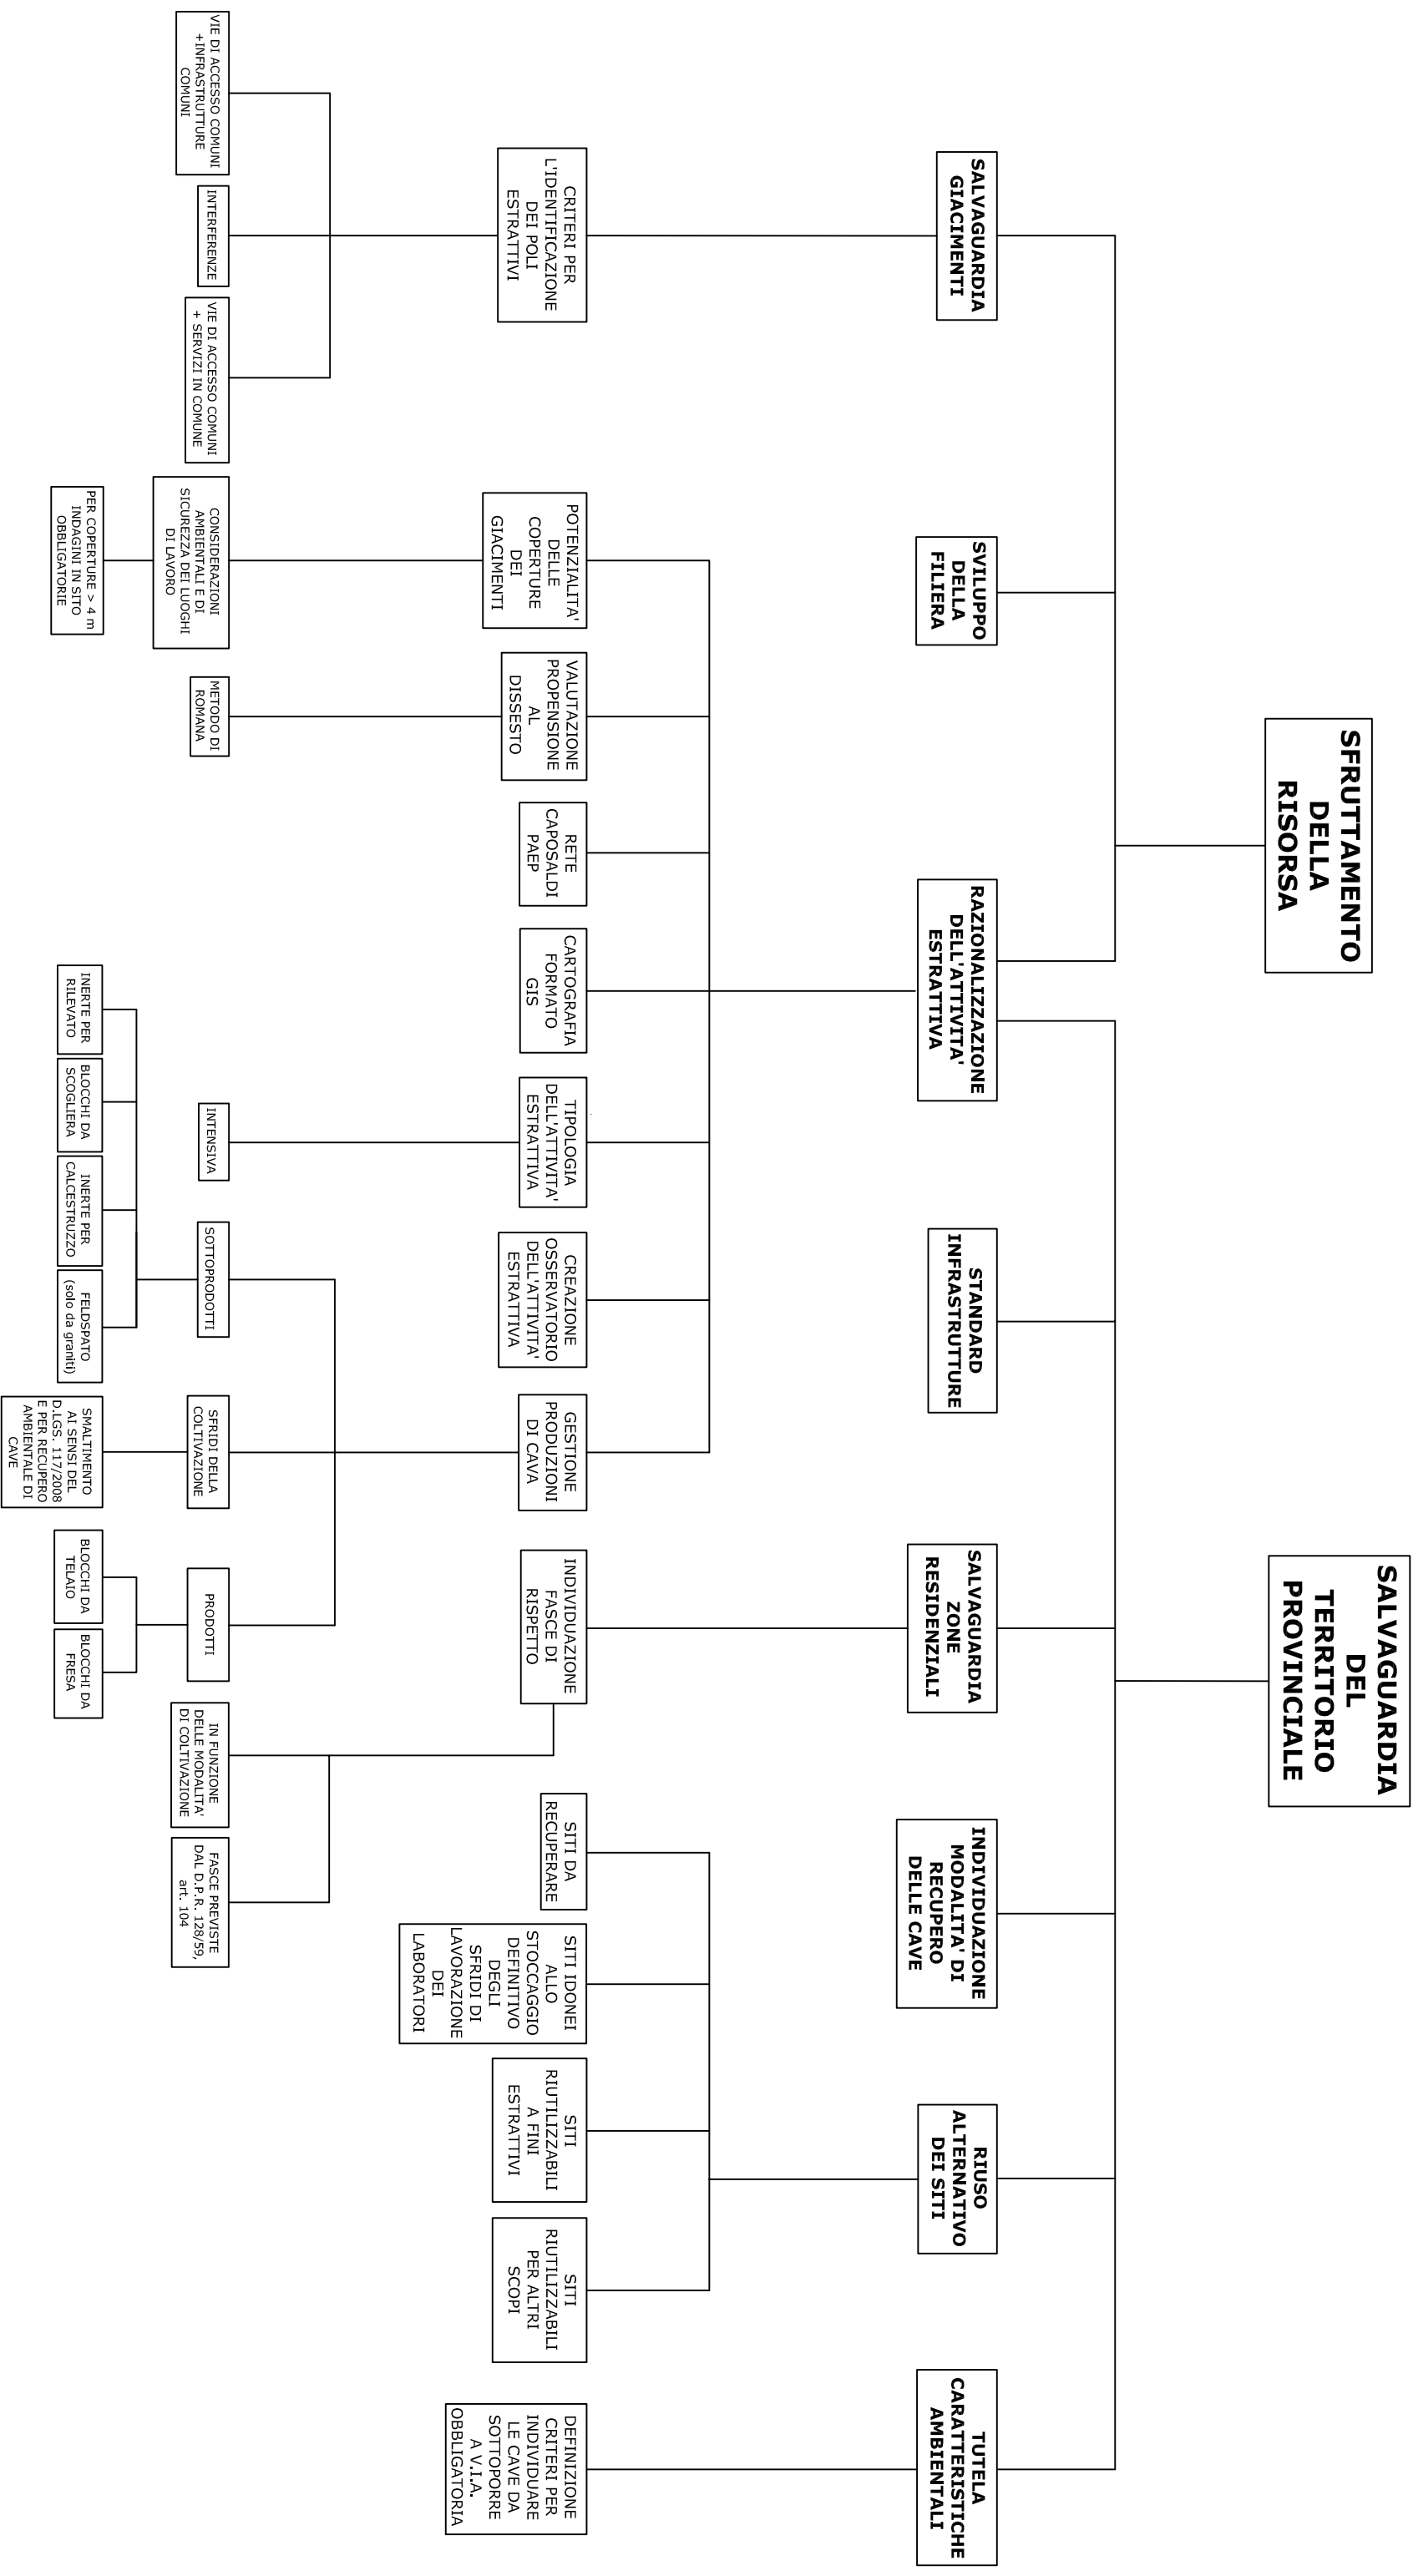 SFRUTTAMENTO
DELLA
RISORSA
SALVAGUARDIA
DEL
TERRITORIO
PROVINCIALE
SALVAGUARDIA
GIACIMENTI
SVILUPPO
DELLA
FILIERA
RAZIONALIZZAZIONE
DELL'ATTIVITA'
ESTRATTIVA
STANDARD
INFRASTRUTTURE
SALVAGUARDIA
ZONE
RESIDENZIALI
INDIVIDUAZIONE
MODALITA' DI
RECUPERO
DELLE CAVE
RIUSO
ALTERNATIVO
DEI SITI
TUTELA
CARATTERISTICHE
AMBIENTALI
CRITERI PER
L'IDENTIFICAZIONE
DEI POLI
ESTRATTIVI
POTENZIALITA'
DELLE
COPERTURE
DEI
GIACIMENTI
VALUTAZIONE
PROPENSIONE
AL
DISSESTO
RETE
CAPOSALDI
PAEP
CARTOGRAFIA
FORMATO
GIS
TIPOLOGIA
DELL'ATTIVITA'
ESTRATTIVA
CREAZIONE
OSSERVATORIO
DELL'ATTIVITA'
ESTRATTIVA
GESTIONE
PRODUZIONI
DI CAVA
INDIVIDUAZIONE
FASCE DI
RISPETTO
SITI DA
RECUPERARE
SITI IDONEI
ALLO
STOCCAGGIO
DEFINITIVO
DEGLI
SFRIDI DI
LAVORAZIONE
DEI
LABORATORI
SITI
RIUTILIZZABILI
A FINI
ESTRATTIVI
SITI
RIUTILIZZABILI
PER ALTRI
SCOPI
DEFINIZIONE
CRITERI PER
INDIVIDUARE
LE CAVE DA
SOTTOPORRE
A V.I.A.
OBBLIGATORIA
VIE DI ACCESSO COMUNI
+INFRASTRUTTURE
COMUNI
INTERFERENZE
VIE DI ACCESSO COMUNI
+ SERVIZI IN COMUNE
CONSIDERAZIONI
AMBIENTALI E DI
SICUREZZA DEI LUOGHI
DI LAVORO
METODO DI
ROMANA
INTENSIVA
SOTTOPRODOTTI
SFRIDI DELLA
COLTIVAZIONE
PRODOTTI
IN FUNZIONE
DELLE MODALITA'
DI COLTIVAZIONE
FASCE PREVISTE
DAL D.P.R. 128/59,
art. 104
PER COPERTURE > 4 m
INDAGINI IN SITO
OBBLIGATORIE
INERTE PER
RILEVATO
BLOCCHI DA
SCOGLIERA
INERTE PER
CALCESTRUZZO
FELDSPATO
(solo da graniti)
SMALTIMENTO
AI SENSI DEL
D.LGS. 117/2008
E PER RECUPERO
AMBIENTALE DI
CAVE
BLOCCHI DA
TELAIO
BLOCCHI DA
FRESA